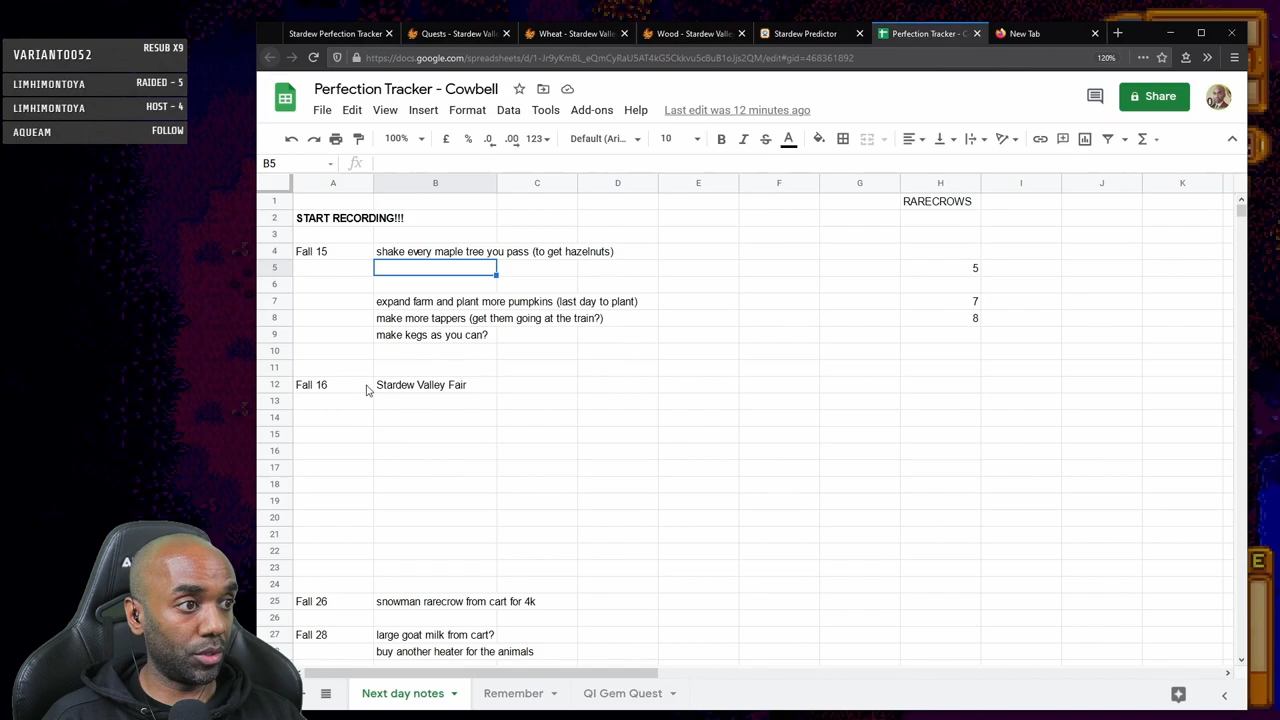 VARIANT0052 RESUB X9
LIMHIMONTOYA RAIDED - 5
LIMHIMONTOYA HOST - 4
AQUEAM FOLLOW
Stardew Perfection Tracker Quests - Stardew Vall Wheat - Stardew Valle Wood - Stardew Valle Stardew Predictor Perfection Tracker - C New Tab
120%
Perfection Tracker - Cowbell
File Edit View Insert Format Data Tools Add-ons Help Last edit was 12 minutes ago
Share
100% £ % .0 .00 123 Default (Ari... 10 B I S A
B5 fx
A B C D E F G H I J K
1 RARECROWS
2 START RECORDING!!!
3
4 Fall 15 shake every maple tree you pass (to get hazelnuts)
5 5
6
7 expand farm and plant more pumpkins (last day to plant) 7
8 make more tappers (get them going at the train?) 8
9 make kegs as you can?
10
11
12 Fall 16 Stardew Valley Fair
13
14
15
16
17
18
19
20
21
22
23
24
25 Fall 26 snowman rarecrow from cart for 4k
26
27 Fall 28 large goat milk from cart?
buy another heater for the animals
Next day notes Remember QI Gem Quest
E